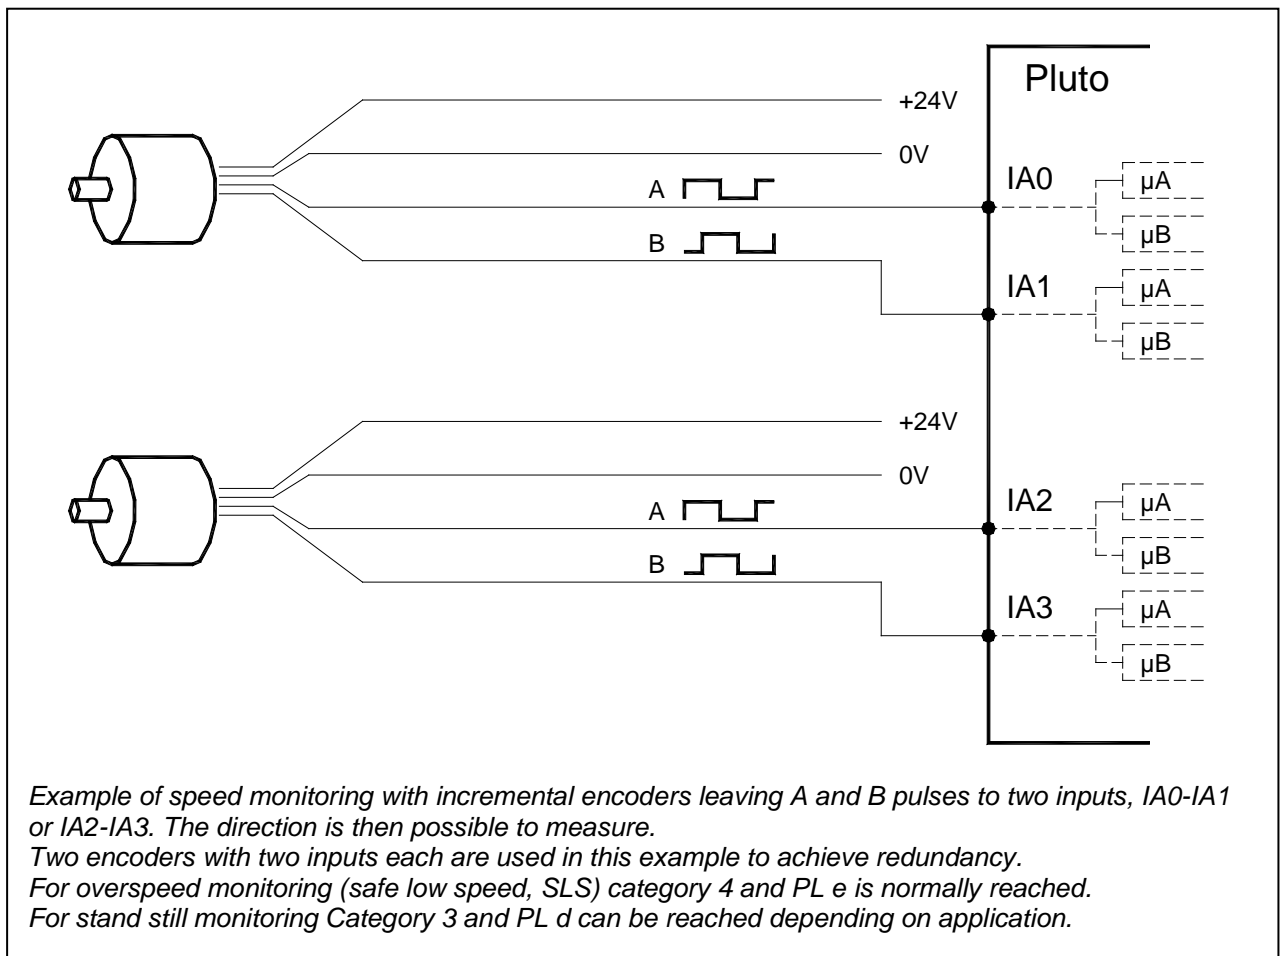 Pluto
+24V
0V
A
B
IA0
µA
µB
IA1
µA
µB
+24V
0V
A
B
IA2
µA
µB
IA3
µA
µB
Example of speed monitoring with incremental encoders leaving A and B pulses to two inputs, IA0-IA1
or IA2-IA3. The direction is then possible to measure.
Two encoders with two inputs each are used in this example to achieve redundancy.
For overspeed monitoring (safe low speed, SLS) category 4 and PL e is normally reached.
For stand still monitoring Category 3 and PL d can be reached depending on application.